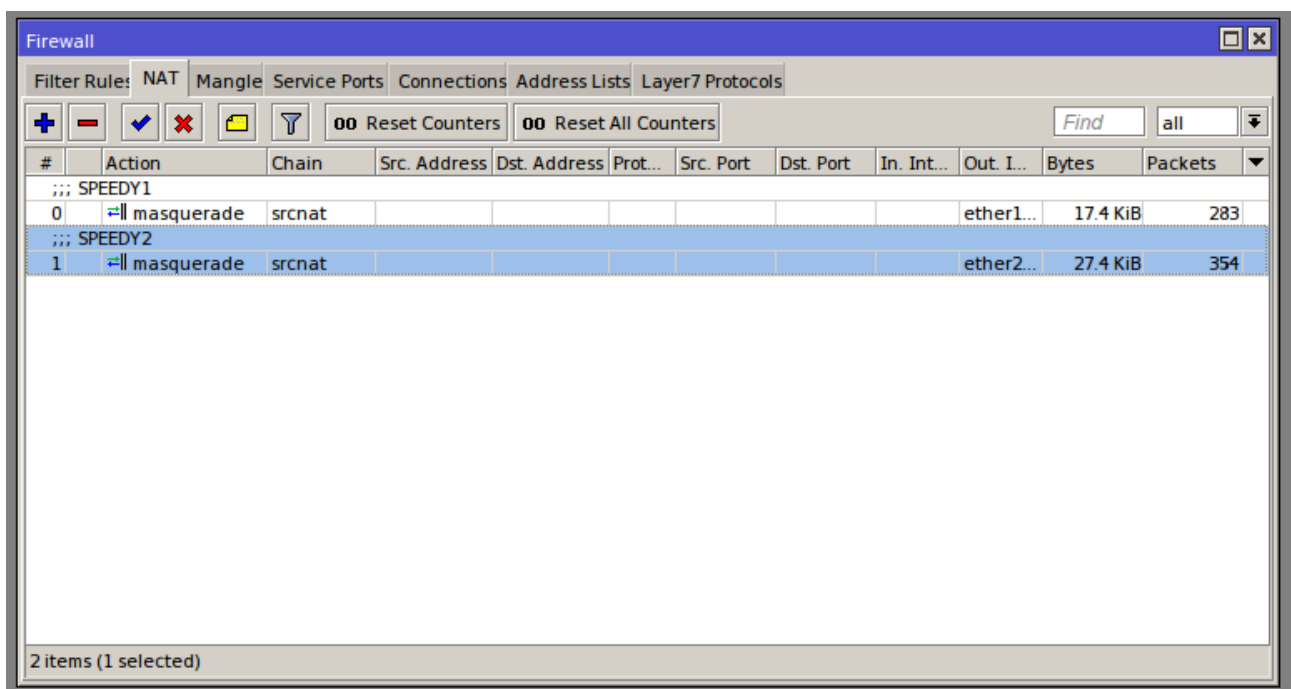 Firewall
Filter Rules NAT Mangle Service Ports Connections Address Lists Layer7 Protocols
00 Reset Counters 00 Reset All Counters Find all
# Action Chain Src. Address Dst. Address Prot... Src. Port Dst. Port In. Int... Out. I... Bytes Packets
;;; SPEEDY1
0 masquerade srcnat ether1... 17.4 KiB 283
;;; SPEEDY2
1 masquerade srcnat ether2... 27.4 KiB 354
2 items (1 selected)